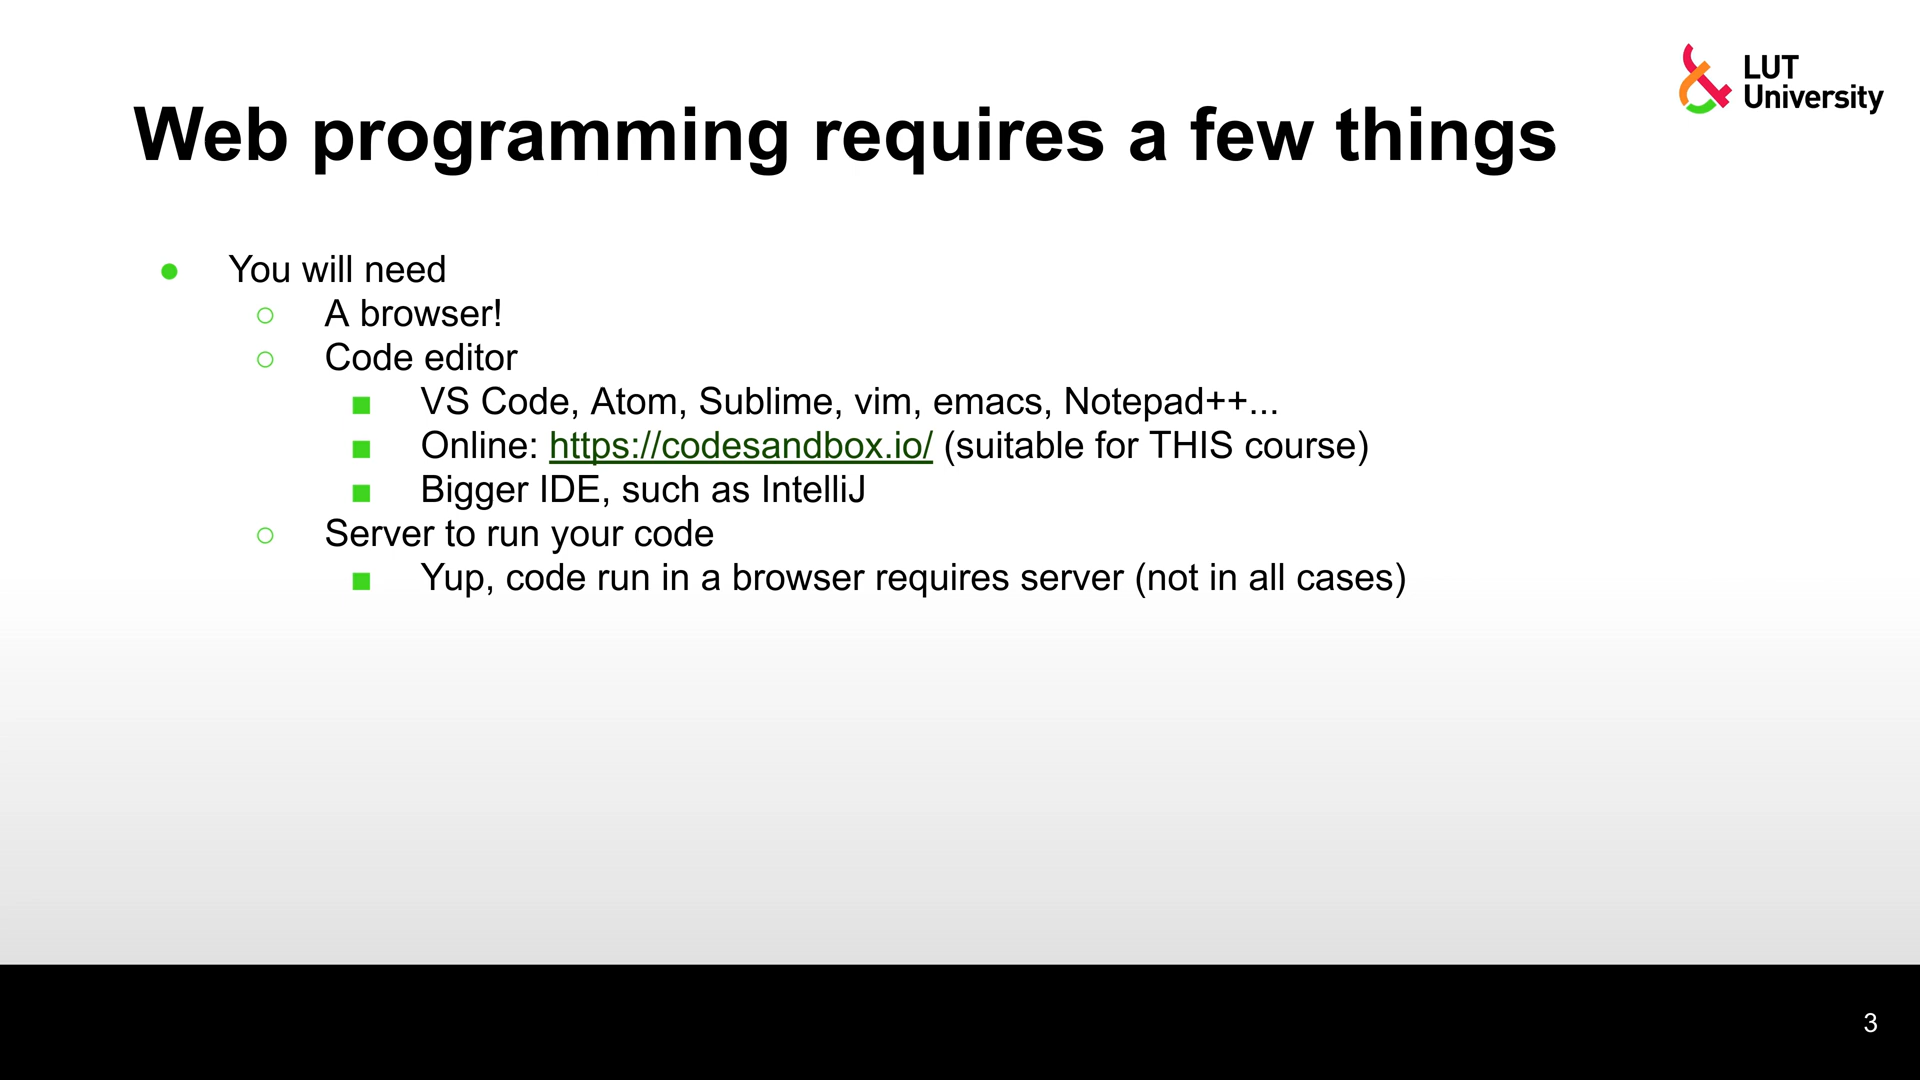 LUT
University
Web programming requires a few things
● You will need
○ A browser!
○ Code editor
■ VS Code, Atom, Sublime, vim, emacs, Notepad++...
■ Online: https://codesandbox.io/ (suitable for THIS course)
■ Bigger IDE, such as IntelliJ
○ Server to run your code
■ Yup, code run in a browser requires server (not in all cases)
3